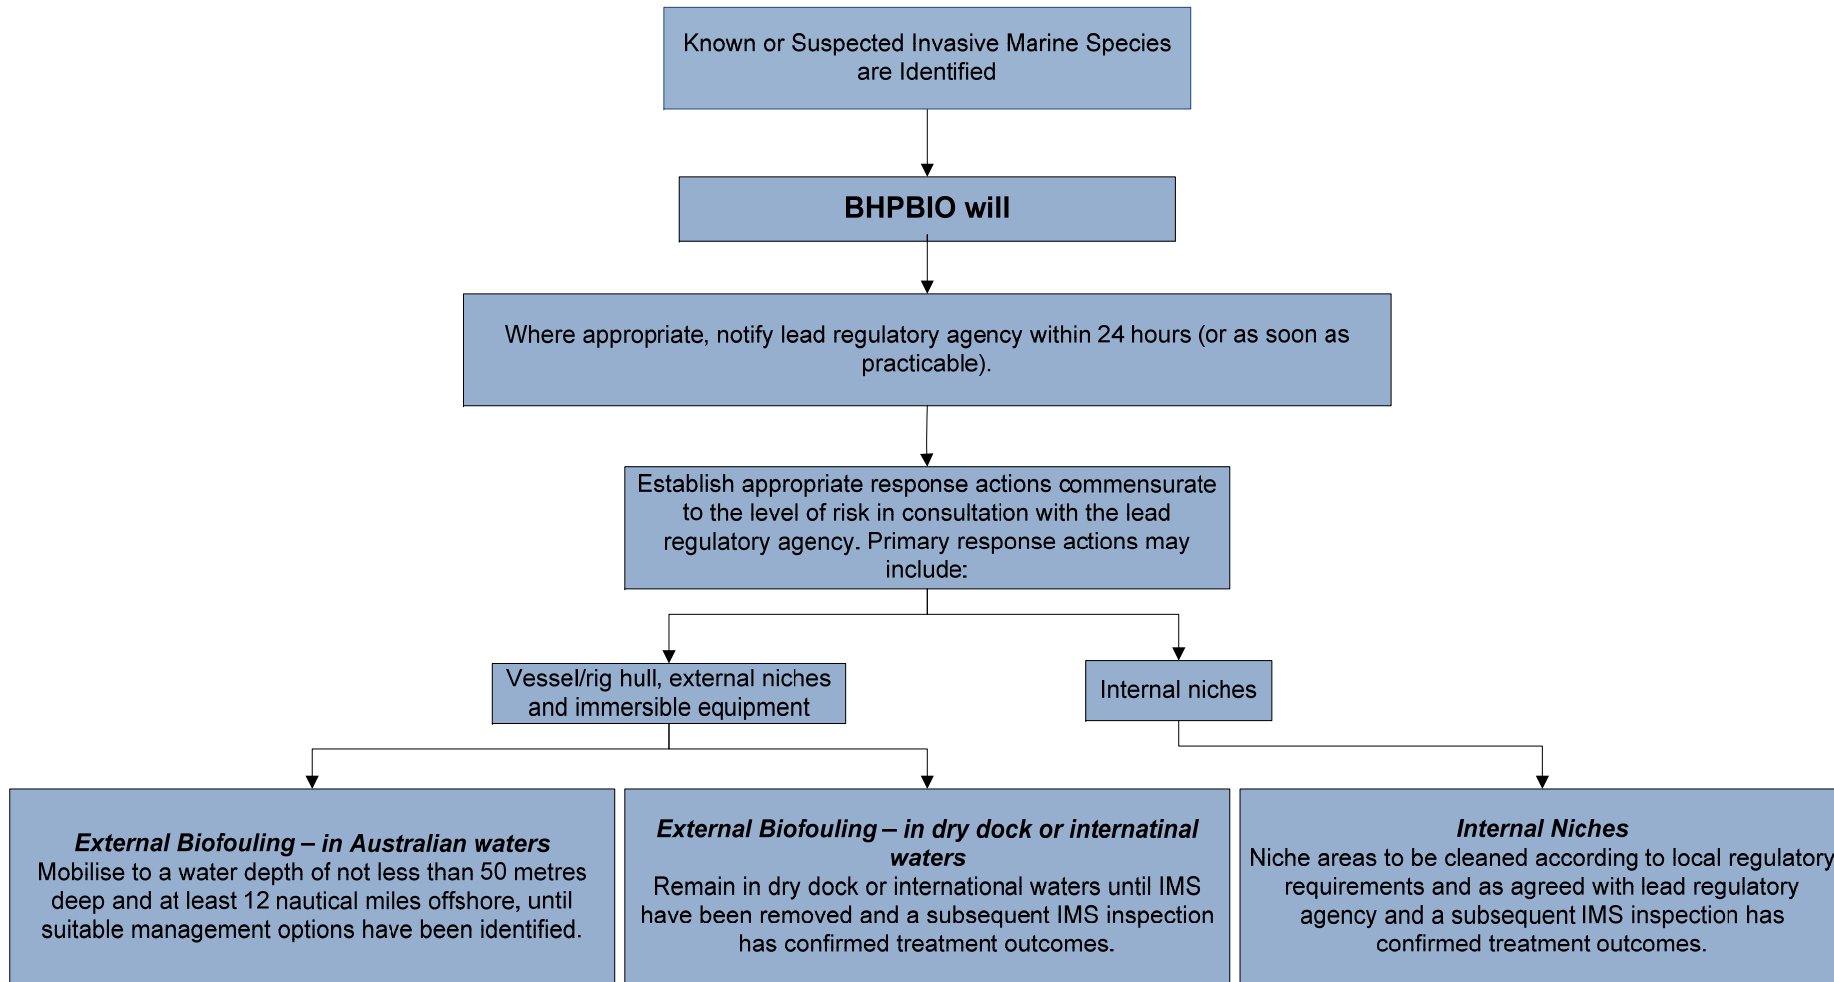 Known or Suspected Invasive Marine Species
are Identified
BHPBIO will
Where appropriate, notify lead regulatory agency within 24 hours (or as soon as
practicable).
Establish appropriate response actions commensurate
to the level of risk in consultation with the lead
regulatory agency. Primary response actions may
include:
Vessel/rig hull, external niches
and immersible equipment
Internal niches
External Biofouling – in Australian waters
Mobilise to a water depth of not less than 50 metres
deep and at least 12 nautical miles offshore, until
suitable management options have been identified.
External Biofouling – in dry dock or internatinal
waters
Remain in dry dock or international waters until IMS
have been removed and a subsequent IMS inspection
has confirmed treatment outcomes.
Internal Niches
Niche areas to be cleaned according to local regulatory
requirements and as agreed with lead regulatory
agency and a subsequent IMS inspection has
confirmed treatment outcomes.